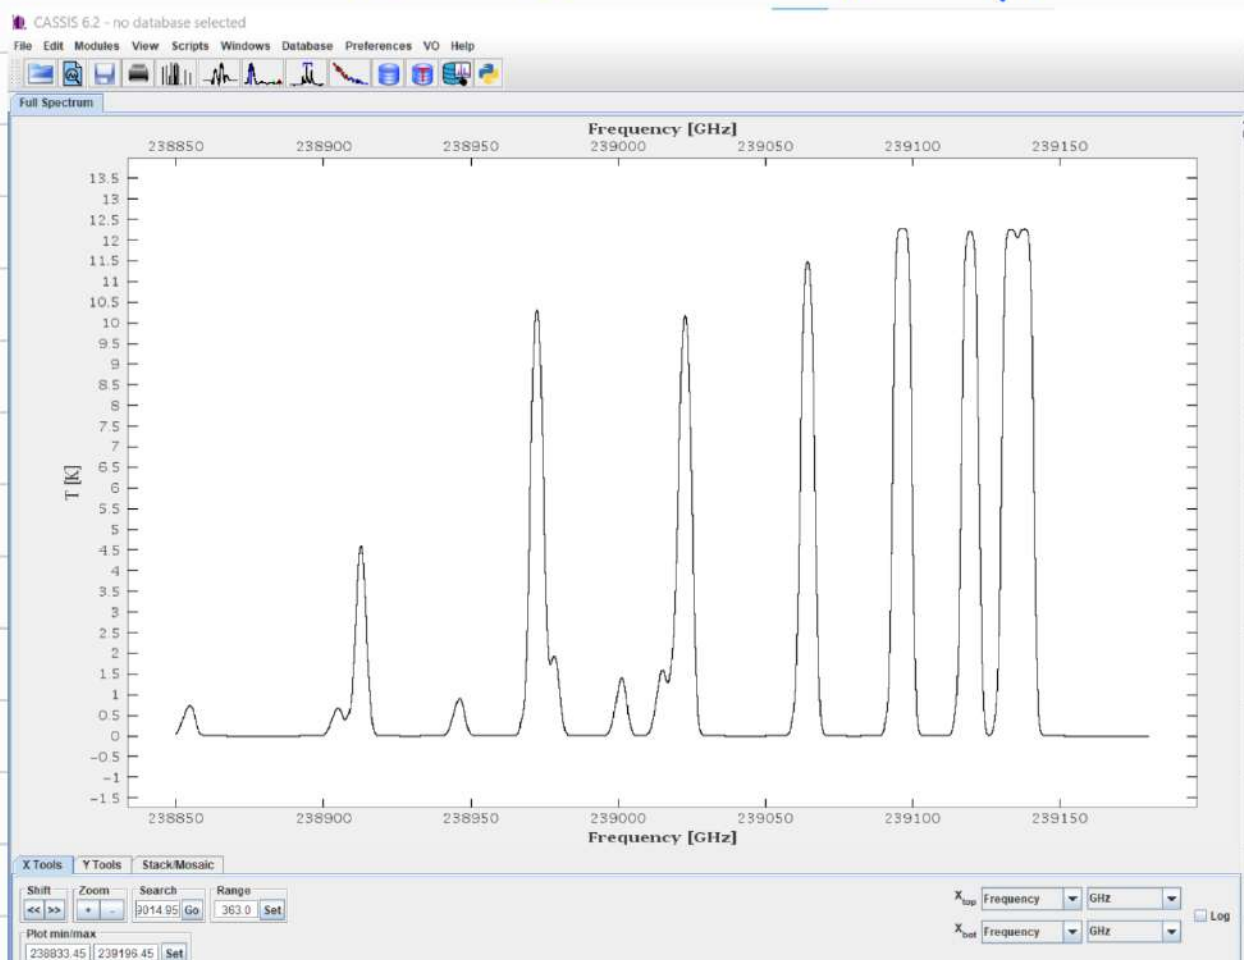 CASSIS 6.2 - no database selected
File Edit Modules View Scripts Windows Database Preferences VO Help
Full Spectrum
Frequency [GHz]
238850 238900 238950 239000 239050 239100 239150
13.5
13
12.5
12
11.5
11
10.5
10
9.5
9
8.5
8
7.5
7
6.5
6
5.5
5
4.5
4
3.5
3
2.5
2
1.5
1
0.5
0
-0.5
-1
-1.5
T [K]
238850 238900 238950 239000 239050 239100 239150
Frequency [GHz]
X Tools Y Tools Stack/Mosaic
Shift Zoom Search Range
<< >> + - 9014.95 Go 363.0 Set
Xtop Frequency GHz
Log
Xbot Frequency GHz
Plot min/max
238833.45 239196.45 Set